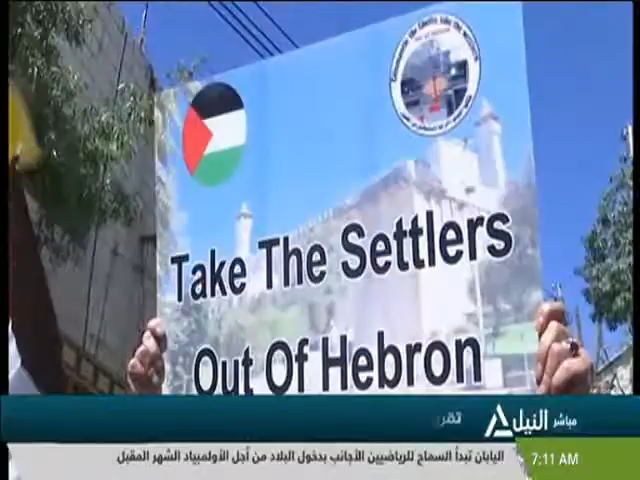 Take The Settlers
Out Of Hebron
تقر
النيل مباشر
اليابان تبدأ السماح للرياضيين الأجانب بدخول البلاد من أجل الأولمبياد الشهر المقبل
7:11 AM